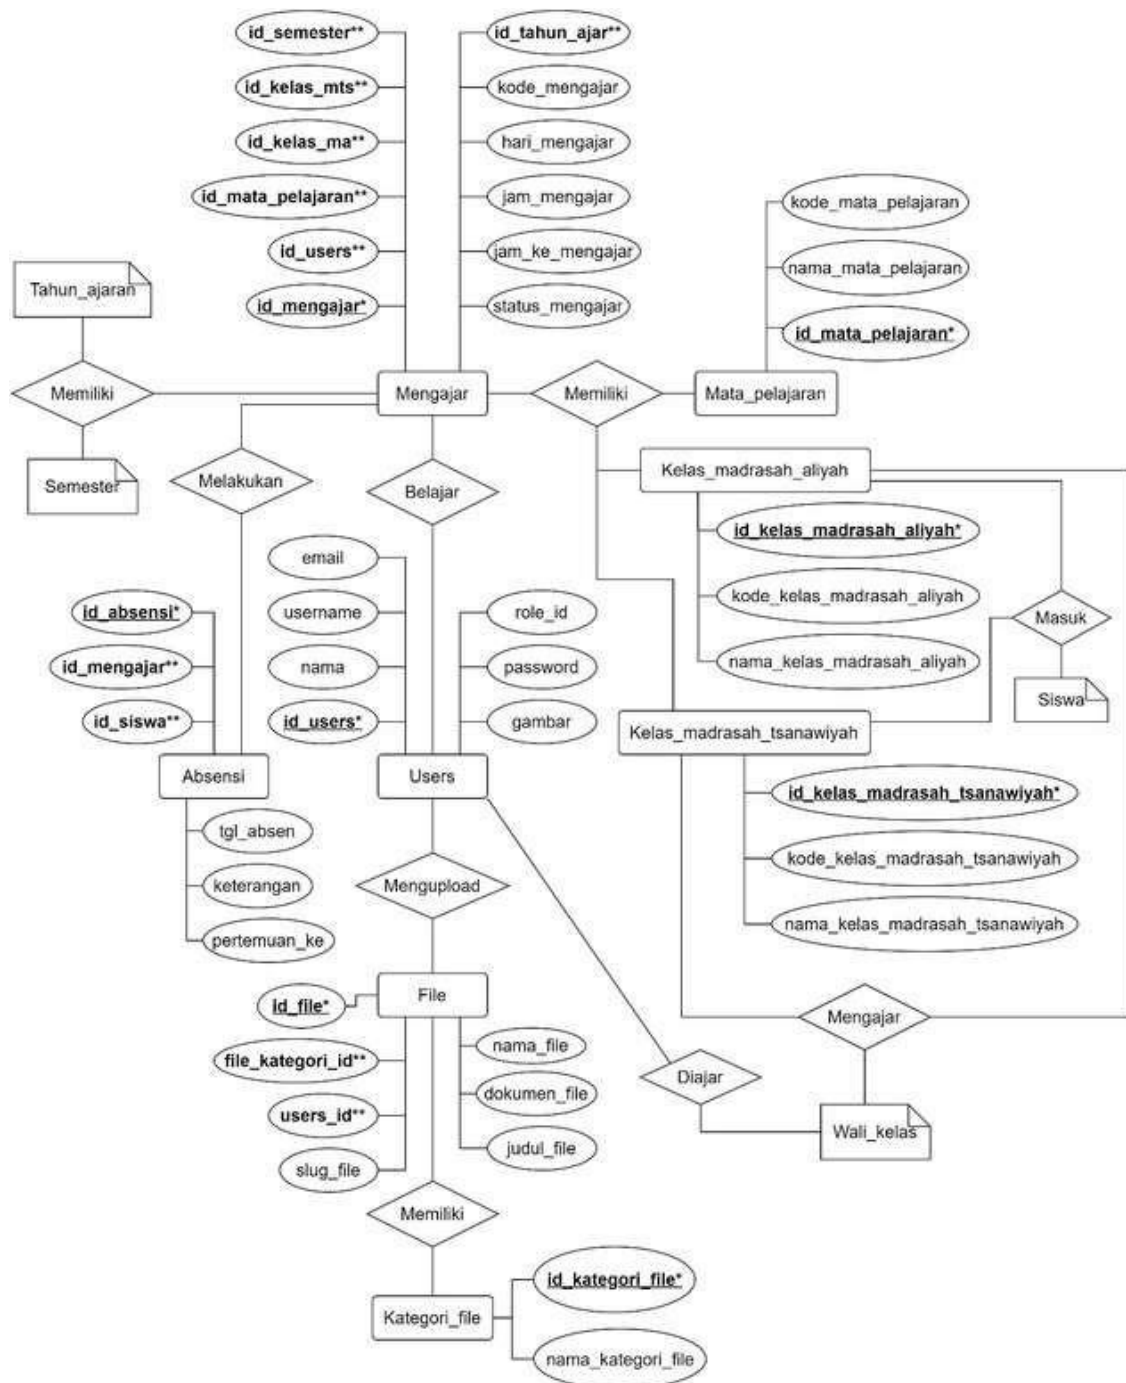 id_semester**
id_tahun_ajar**
id_kelas_mts**
kode_mengajar
id_kelas_ma**
hari_mengajar
id_mata_pelajaran**
jam_mengajar
kode_mata_pelajaran
id_users**
jam_ke_mengajar
nama_mata_pelajaran
Tahun_ajaran
id_mengajar*
status_mengajar
id_mata_pelajaran*
Memiliki
Mengajar
Memiliki
Mata_pelajaran
Semester
Melakukan
Belajar
Kelas_madrasah_aliyah
id_kelas_madrasah_aliyah*
email
kode_kelas_madrasah_aliyah
id_absensi*
username
role_id
Masuk
id_mengajar**
nama
password
nama_kelas_madrasah_aliyah
Siswa
id_siswa**
id_users*
gambar
Kelas_madrasah_tsanawiyah
Absensi
Users
id_kelas_madrasah_tsanawiyah*
tgl_absen
kode_kelas_madrasah_tsanawiyah
keterangan
Mengupload
nama_kelas_madrasah_tsanawiyah
pertemuan_ke
File
id_file*
Mengajar
nama_file
file_kategori_id**
Diajar
dokumen_file
users_id**
Wali_kelas
judul_file
slug_file
Memiliki
id_kategori_file*
Kategori_file
nama_kategori_file